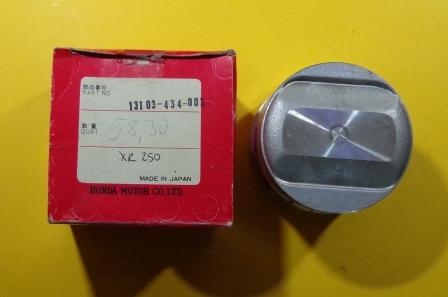 部品番号
PART NO
13103-434-003
数量
QUAT
58,30
XR 250
MADE IN JAPAN
HONDA MOTOR CO.,LTD.